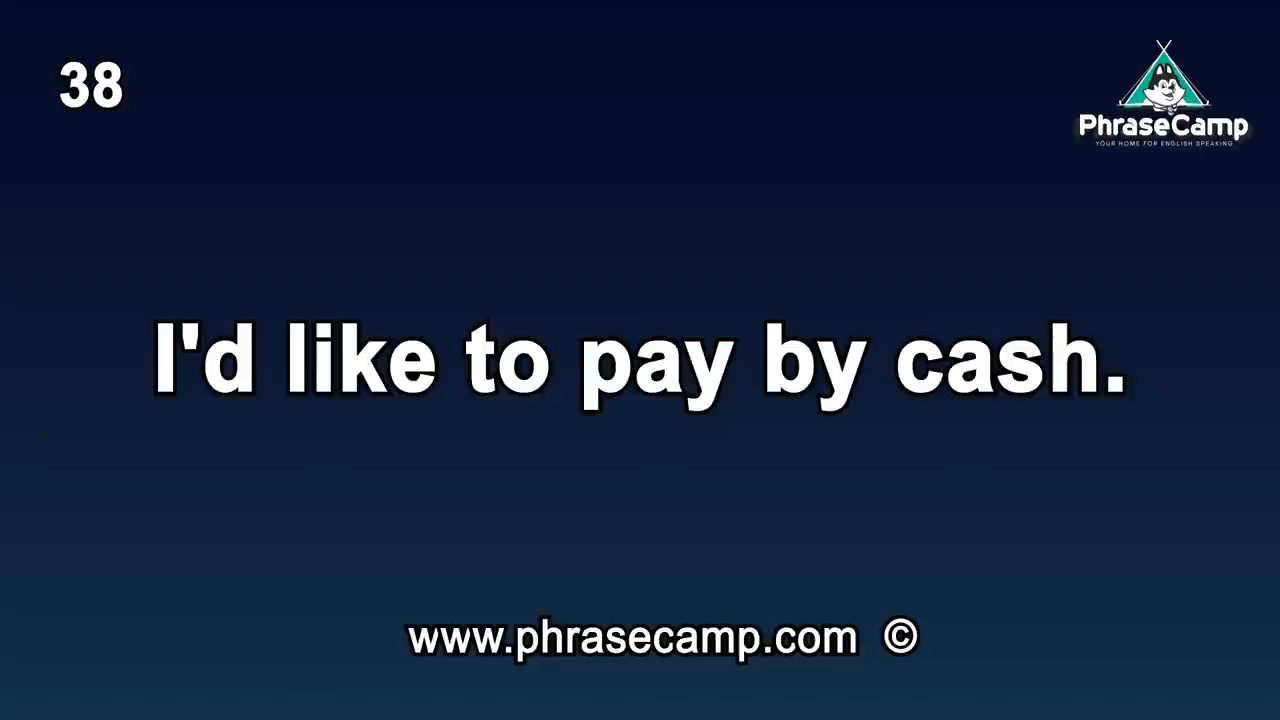 38
PhraseCamp
YOUR HOME FOR ENGLISH SPEAKING
I'd like to pay by cash.
www.phrasecamp.com ©